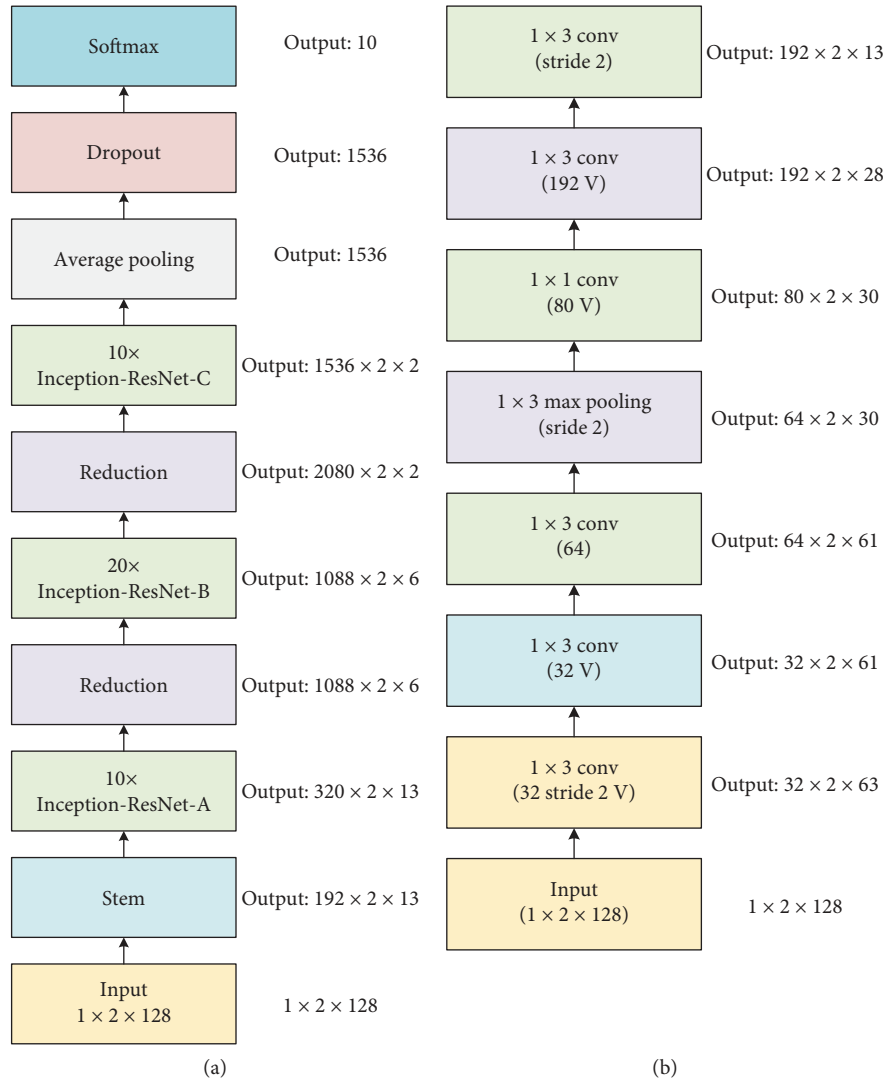 Softmax
Output: 10
Dropout
Output: 1536
Average pooling
Output: 1536
10×
Inception-ResNet-C
Output: 1536 × 2 × 2
Reduction
Output: 2080 × 2 × 2
20×
Inception-ResNet-B
Output: 1088 × 2 × 6
Reduction
Output: 1088 × 2 × 6
10×
Inception-ResNet-A
Output: 320 × 2 × 13
Stem
Output: 192 × 2 × 13
Input
1 × 2 × 128
1 × 2 × 128
(a)
1 × 3 conv
(stride 2)
Output: 192 × 2 × 13
1 × 3 conv
(192 V)
Output: 192 × 2 × 28
1 × 1 conv
(80 V)
Output: 80 × 2 × 30
1 × 3 max pooling
(sride 2)
Output: 64 × 2 × 30
1 × 3 conv
(64)
Output: 64 × 2 × 61
1 × 3 conv
(32 V)
Output: 32 × 2 × 61
1 × 3 conv
(32 stride 2 V)
Output: 32 × 2 × 63
Input
(1 × 2 × 128)
1 × 2 × 128
(b)